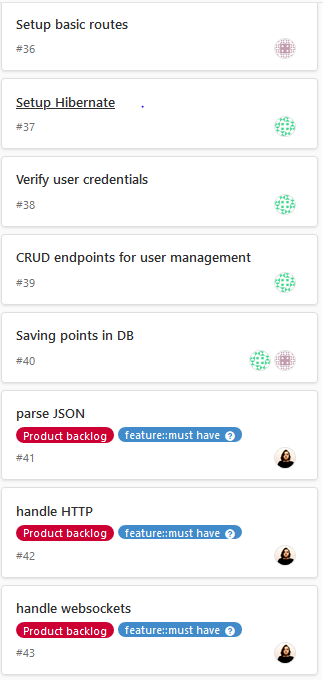 Setup basic routes
#36
Setup Hibernate
#37
Verify user credentials
#38
CRUD endpoints for user management
#39
Saving points in DB
#40
parse JSON
Product backlog feature::must have ?
#41
handle HTTP
Product backlog feature::must have ?
#42
handle websockets
Product backlog feature::must have ?
#43